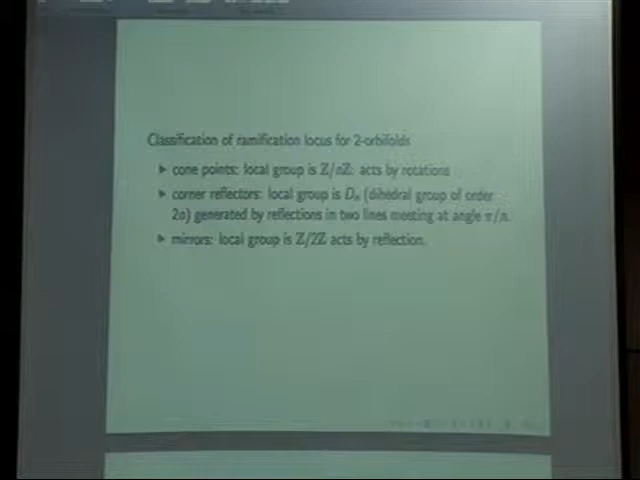 Classification of ramification locus for 2-orbifolds
▶ cone points: local group is Z/nZ: acts by rotations
▶ corner reflectors: local group is Dₙ (dihedral group of order
2n) generated by reflections in two lines meeting at angle π/n.
▶ mirrors: local group is Z/2Z acts by reflection.